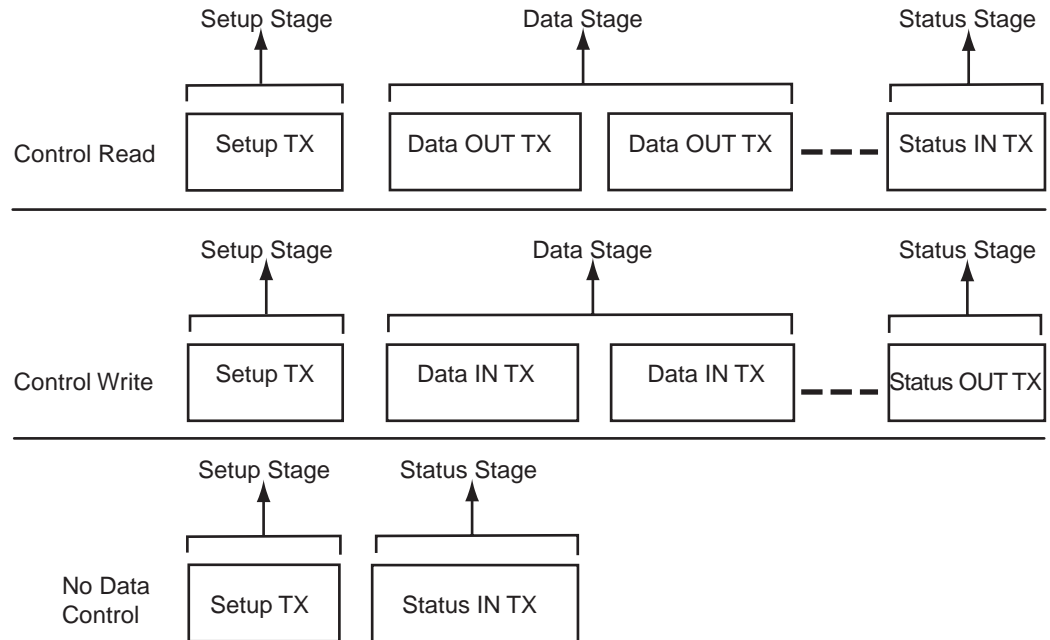 Setup Stage Data Stage Status Stage
Control Read Setup TX Data OUT TX Data OUT TX Status IN TX
Setup Stage Data Stage Status Stage
Control Write Setup TX Data IN TX Data IN TX Status OUT TX
Setup Stage Status Stage
No Data
Control
Setup TX Status IN TX